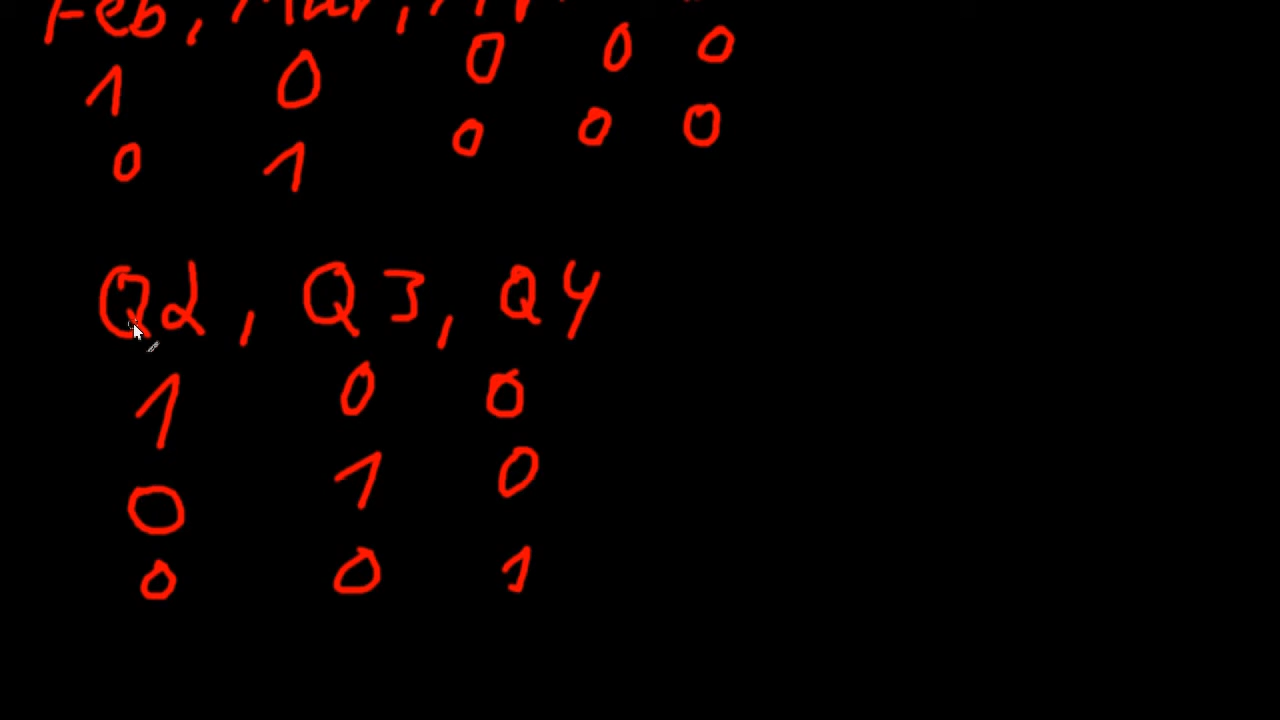 Feb, Mar,
1 0 0 0 0
0 1 0 0 0
Q2, Q3, Q4
1 0 0
0 1 0
0 0 1